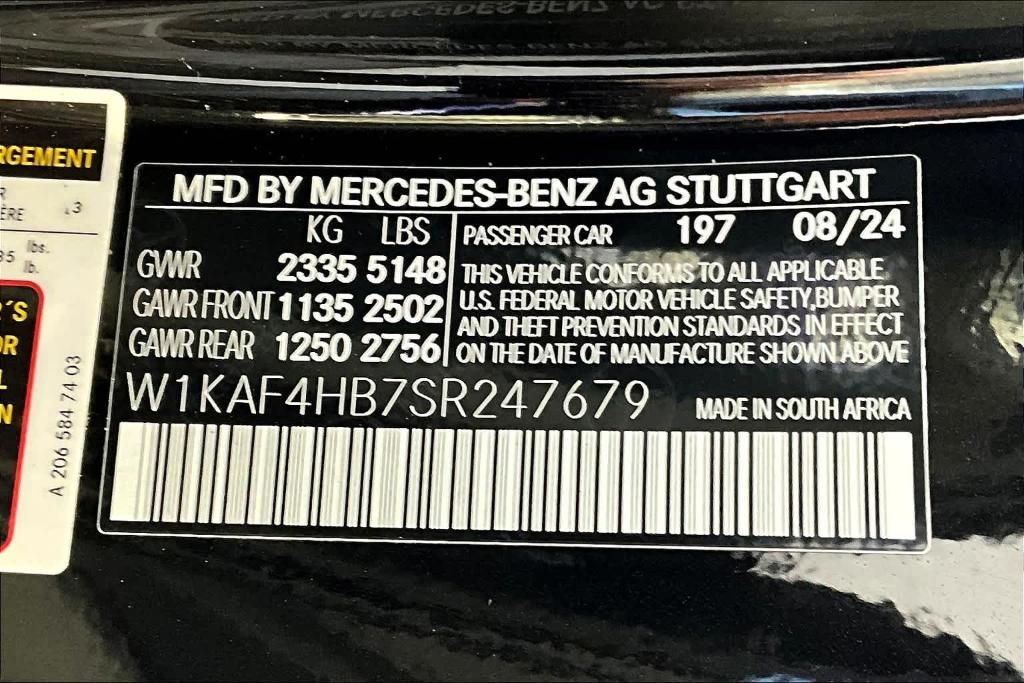 MFD BY MERCEDES-BENZ AG STUTTGART
KG LBS
GVWR 2335 5148
GAWR FRONT 1135 2502
GAWR REAR 1250 2756
PASSENGER CAR 197 08/24
THIS VEHICLE CONFORMS TO ALL APPLICABLE
U.S. FEDERAL MOTOR VEHICLE SAFETY,BUMPER
AND THEFT PREVENTION STANDARDS IN EFFECT
ON THE DATE OF MANUFACTURE SHOWN ABOVE
W1KAF4HB7SR247679 MADE IN SOUTH AFRICA
RGEMENT
R
ÈRE 3
lbs.
lb.
R´S
OR
L
N
A 206 584 74 03